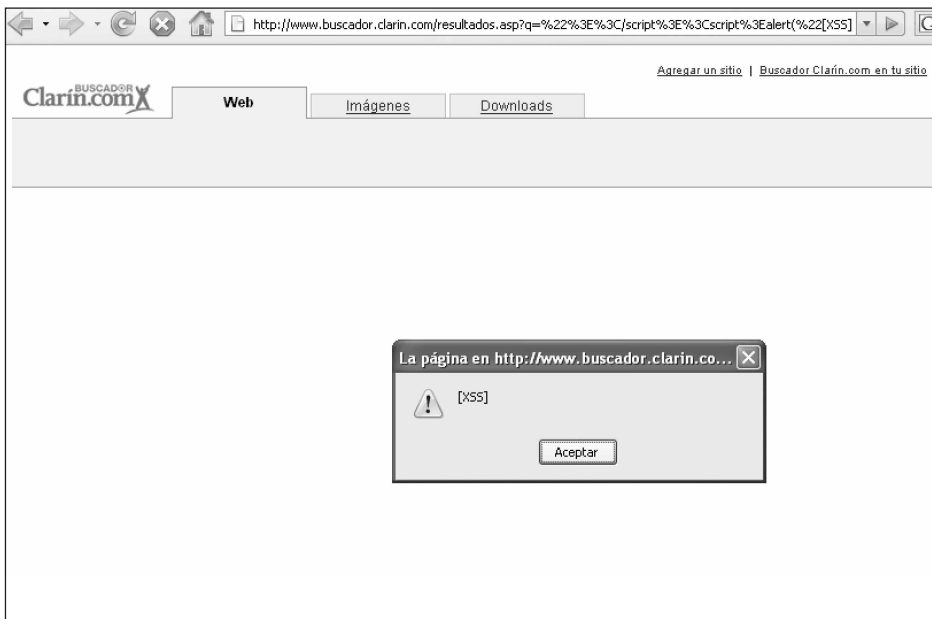 http://www.buscador.clarin.com/resultados.asp?q=%22%3E%3C/script%3E%3Cscript%3Ealert(%22[XSS]
Agregar un sitio | Buscador Clarín.com en tu sitio
BUSCADOR
Clarín.com
Web Imágenes Downloads
La página en http://www.buscador.clarin.co...
[XSS]
Aceptar